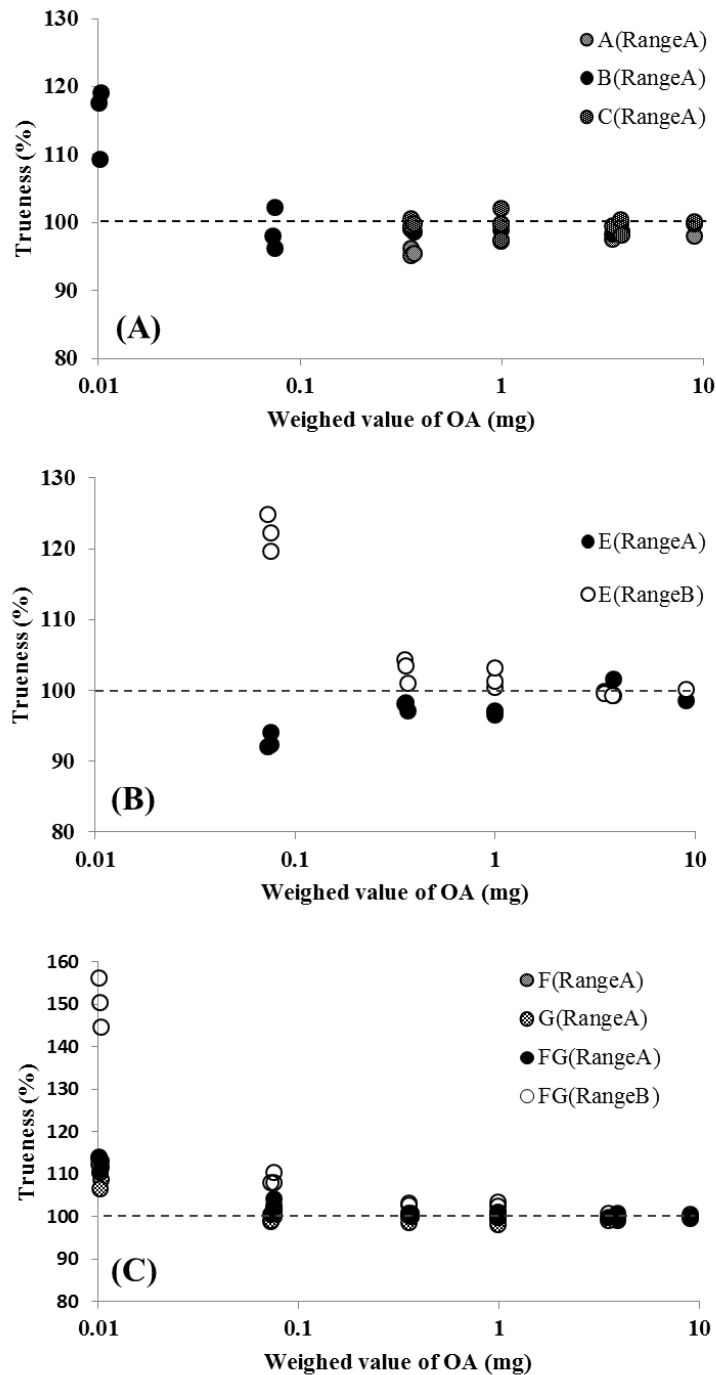 130
120
110
100
90
80
Trueness (%)
A(RangeA)
B(RangeA)
C(RangeA)
(A)
0.01 0.1 1 10
Weighed value of OA (mg)
130
120
110
100
90
80
Trueness (%)
E(RangeA)
E(RangeB)
(B)
0.01 0.1 1 10
Weighed value of OA (mg)
160
150
140
130
120
110
100
90
80
Trueness (%)
F(RangeA)
G(RangeA)
FG(RangeA)
FG(RangeB)
(C)
0.01 0.1 1 10
Weighed value of OA (mg)